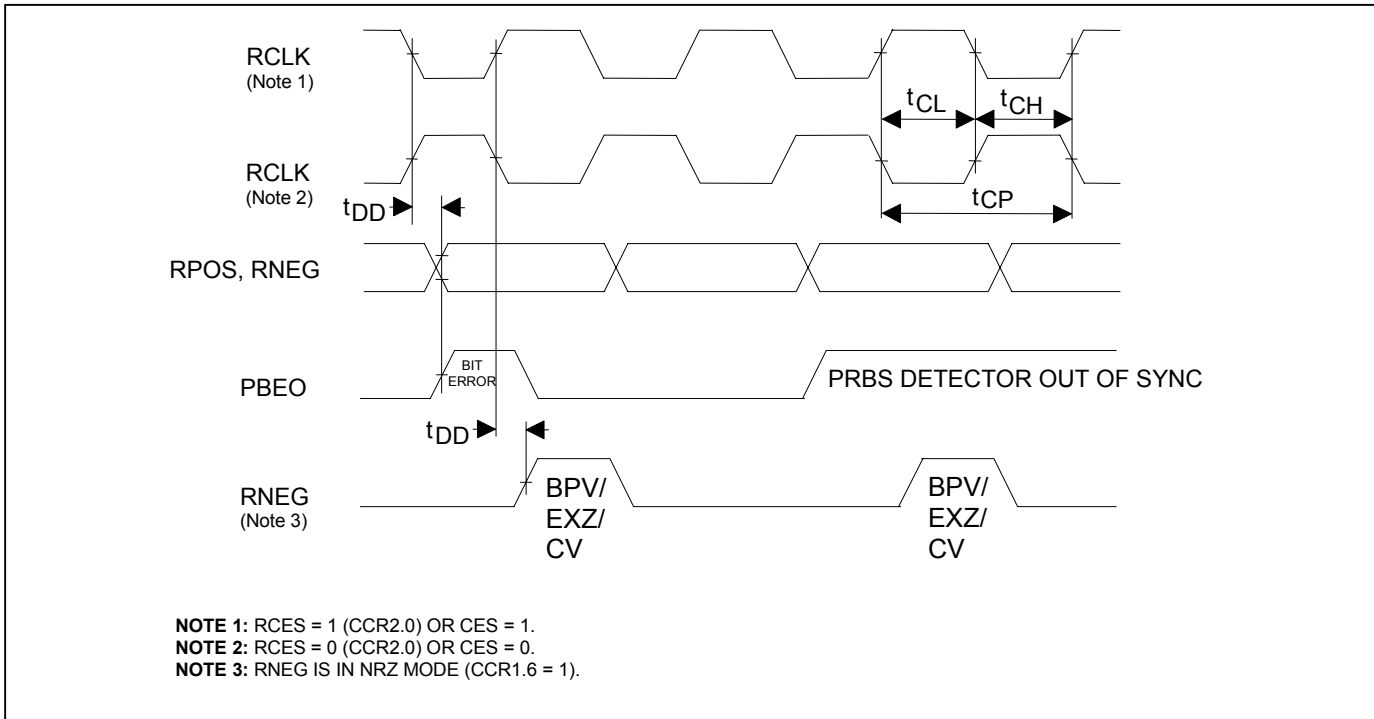 RCLK
(Note 1)
tCL
tCH
RCLK
(Note 2)
tCP
tDD
RPOS, RNEG
PBEO
BIT
ERROR
PRBS DETECTOR OUT OF SYNC
tDD
RNEG
(Note 3)
BPV/
EXZ/
CV
BPV/
EXZ/
CV
NOTE 1: RCES = 1 (CCR2.0) OR CES = 1.
NOTE 2: RCES = 0 (CCR2.0) OR CES = 0.
NOTE 3: RNEG IS IN NRZ MODE (CCR1.6 = 1).